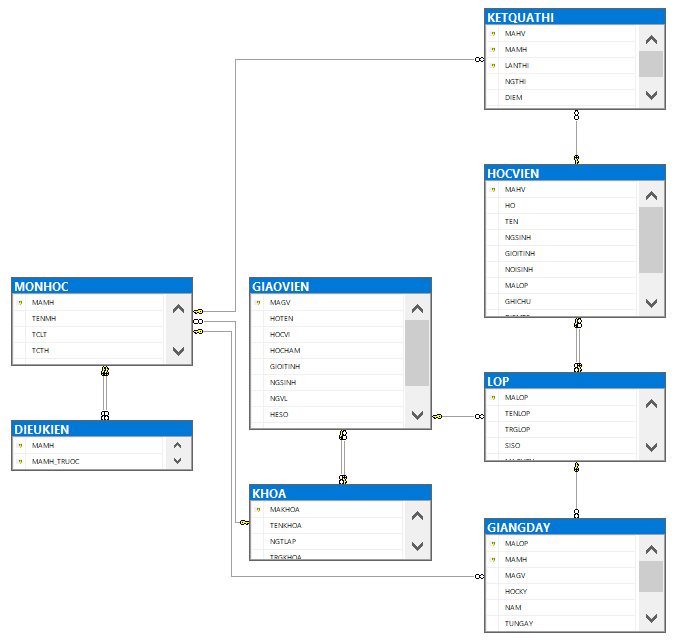 KETQUATHI
MAHV
MAMH
LANTHI
NGTHI
DIEM
HOCVIEN
MAHV
HO
TEN
NGSINH
GIOITINH
NOISINH
MALOP
GHICHU
MONHOC
MAMH
TENMH
TCLT
TCTH
GIAOVIEN
MAGV
HOTEN
HOCVI
HOCHAM
GIOITINH
NGSINH
NGVL
HESO
LOP
MALOP
TENLOP
TRGLOP
SISO
DIEUKIEN
MAMH
MAMH_TRUOC
KHOA
MAKHOA
TENKHOA
NGTLAP
TRGKHOA
GIANGDAY
MALOP
MAMH
MAGV
HOCKY
NAM
TUNGAY